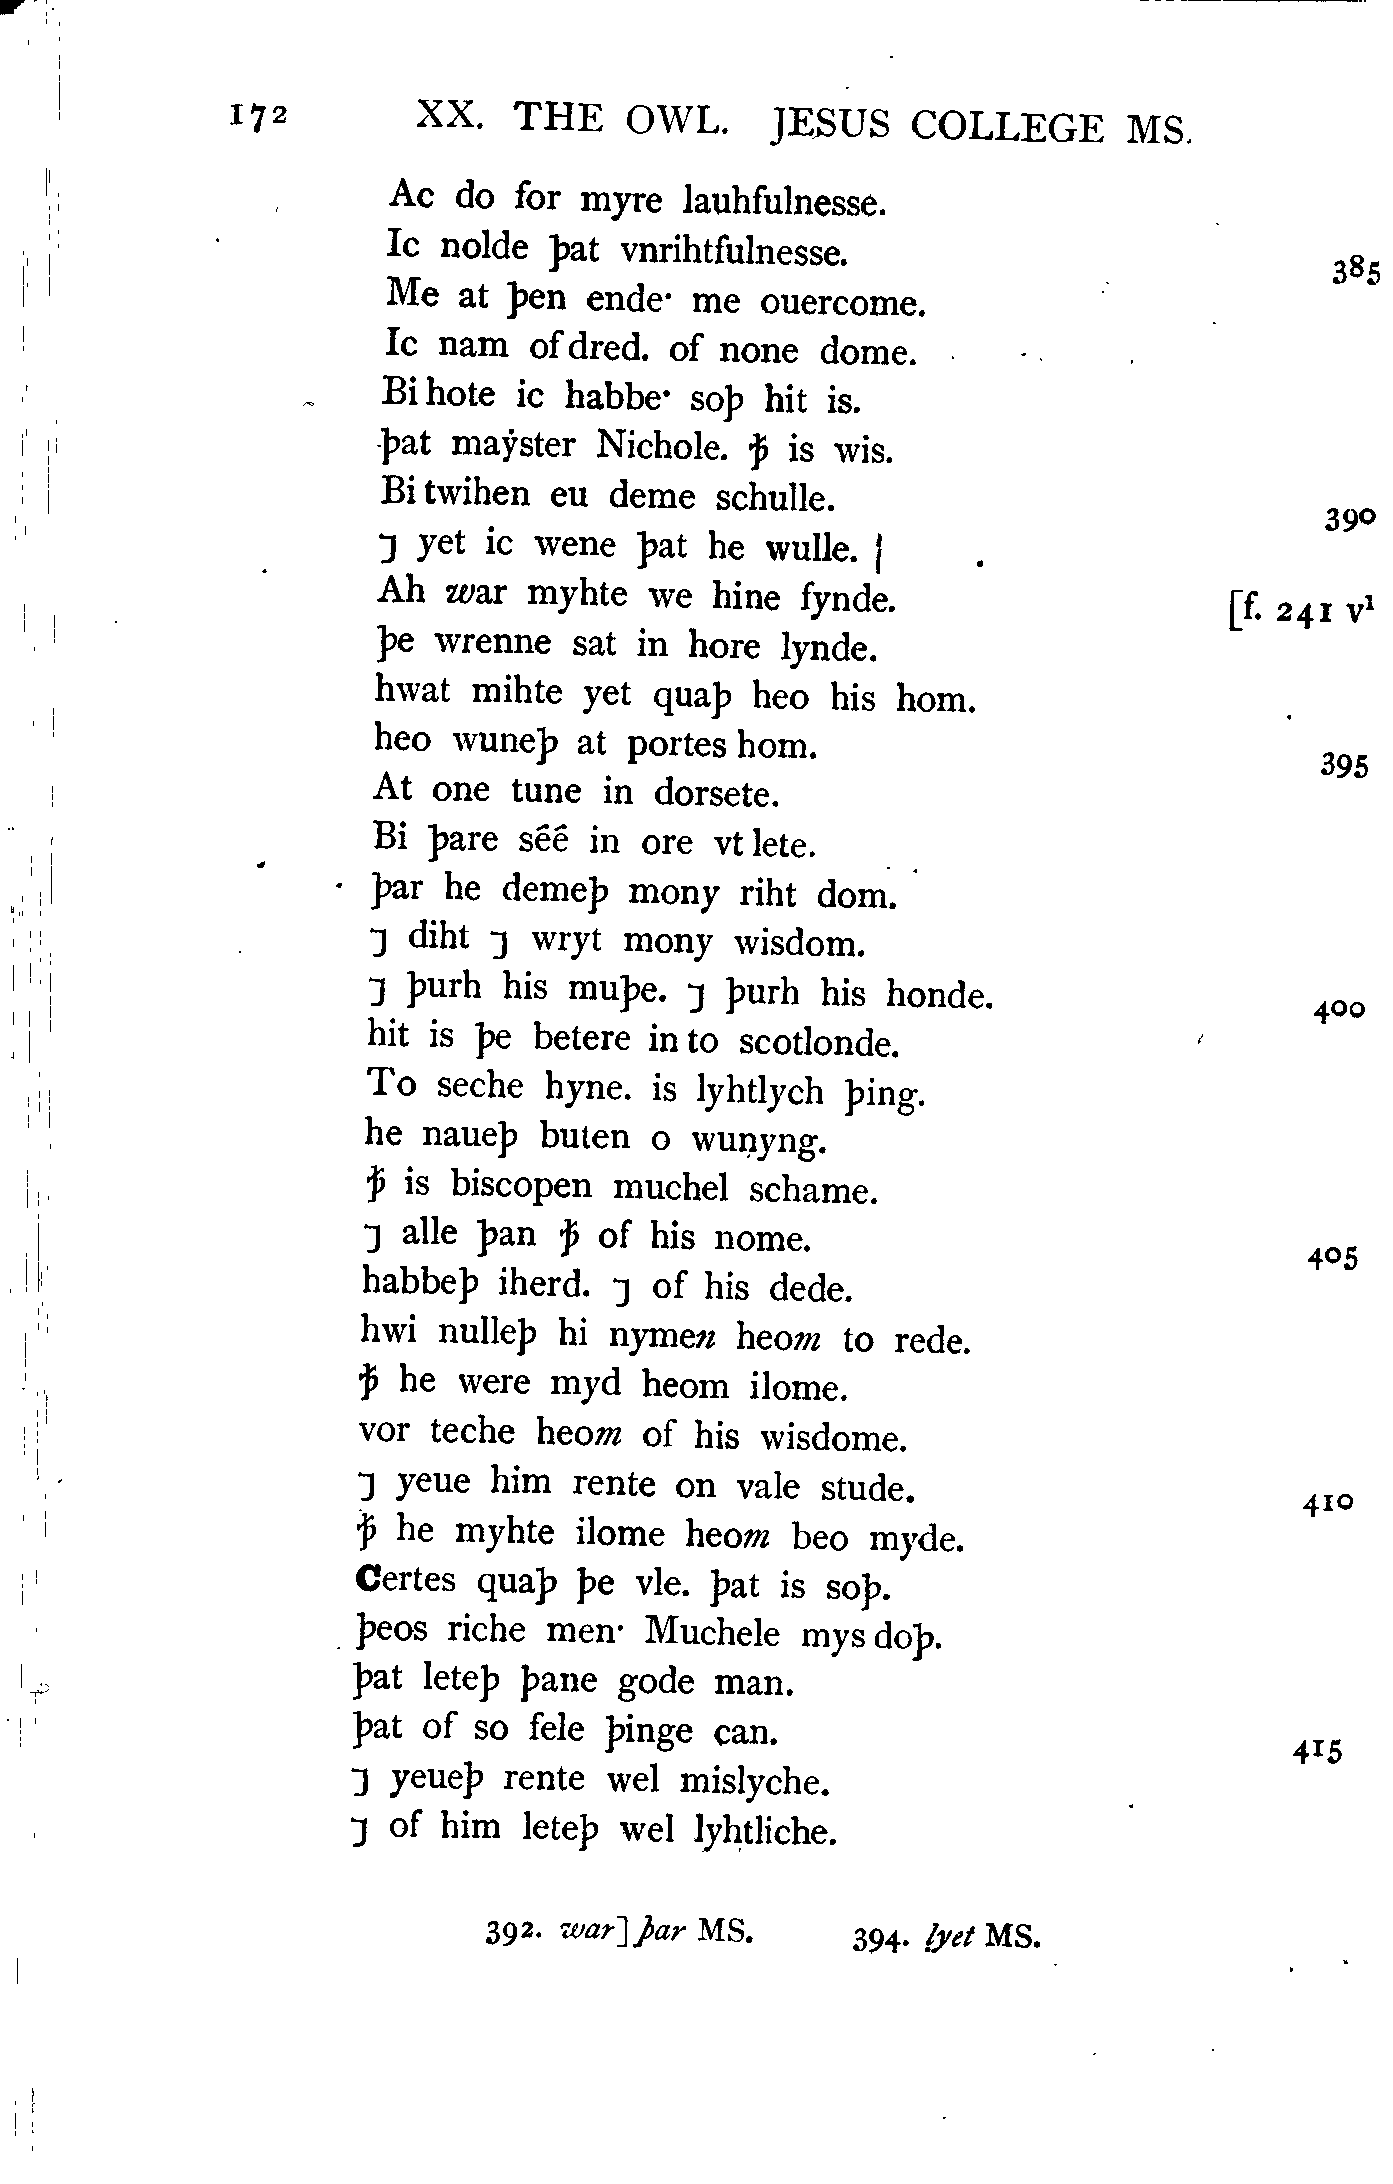 172 XX. THE OWL. JESUS COLLEGE MS.
Ac do for myre lauhfulnesse.
Ic nolde þat vnrihtfulnesse. 385
Me at þen ende· me ouercome.
Ic nam of dred. of none dome.
Bi hote ic habbe· soþ hit is.
þat maẏster Nichole. ꝥ is wis.
Bi twihen eu deme schulle. 390
⁊ yet ic wene þat he wulle. |
Ah war myhte we hine fynde. [f. 241 v¹
þe wrenne sat in hore lynde.
hwat mihte yet quaþ heo his hom.
heo wuneþ at portes hom. 395
At one tune in dorsete.
Bi þare séé in ore vt lete.
þar he demeþ mony riht dom.
⁊ diht ⁊ wryt mony wisdom.
⁊ þurh his muþe. ⁊ þurh his honde. 400
hit is þe betere in to scotlonde.
To seche hyne. is lyhtlych þing.
he naueþ buten o wunyng.
ꝥ is biscopen muchel schame.
⁊ alle þan ꝥ of his nome. 405
habbeþ iherd. ⁊ of his dede.
hwi nulleþ hi nymen heom to rede.
ꝥ he were myd heom ilome.
vor teche heom of his wisdome.
⁊ yeue him rente on vale stude. 410
ꝥ he myhte ilome heom beo myde.
Certes quaþ þe vle. þat is soþ.
þeos riche men· Muchele mys doþ.
þat leteþ þane gode man.
þat of so fele þinge can. 415
⁊ yeueþ rente wel mislyche.
⁊ of him leteþ wel lyhtliche.
392. war] þar MS. 394. ḷyet MS.